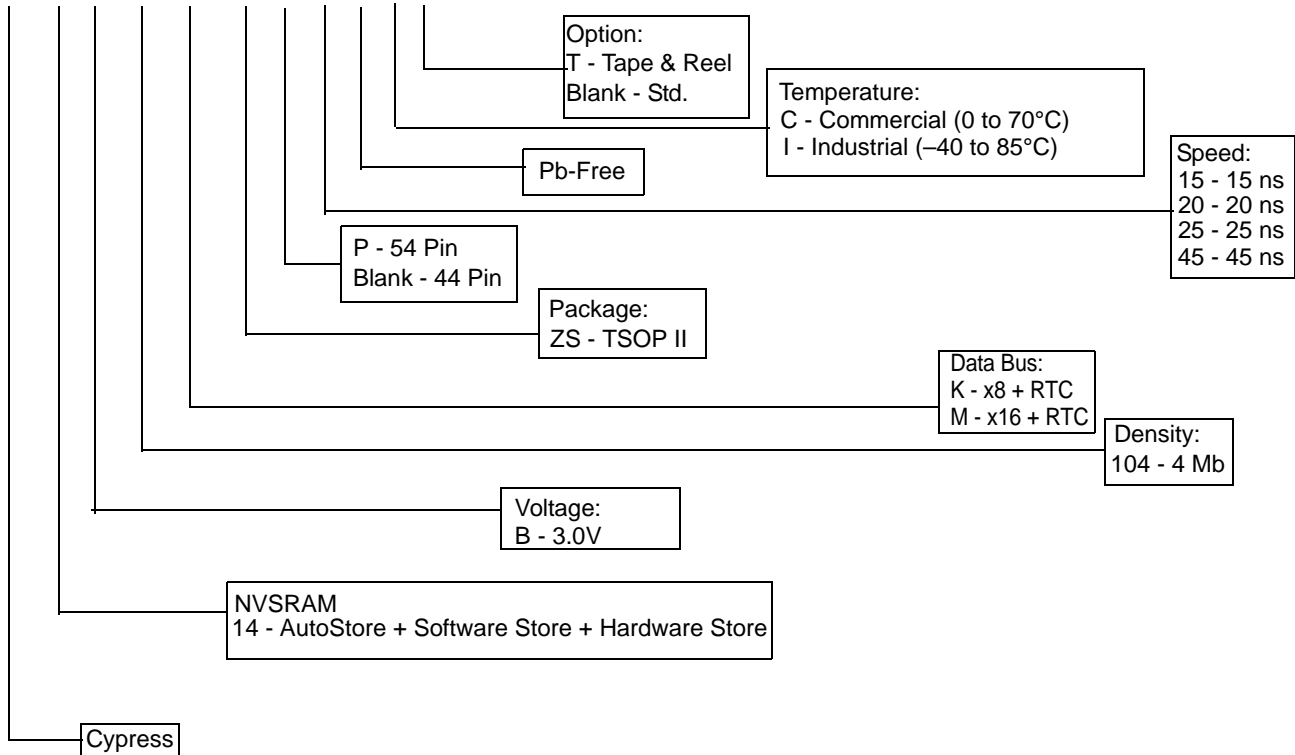 Option:
T - Tape & Reel
Blank - Std.
Temperature:
C - Commercial (0 to 70°C)
I - Industrial (–40 to 85°C)
Speed:
15 - 15 ns
20 - 20 ns
25 - 25 ns
45 - 45 ns
Pb-Free
P - 54 Pin
Blank - 44 Pin
Package:
ZS - TSOP II
Data Bus:
K - x8 + RTC
M - x16 + RTC
Density:
104 - 4 Mb
Voltage:
B - 3.0V
NVSRAM
14 - AutoStore + Software Store + Hardware Store
Cypress